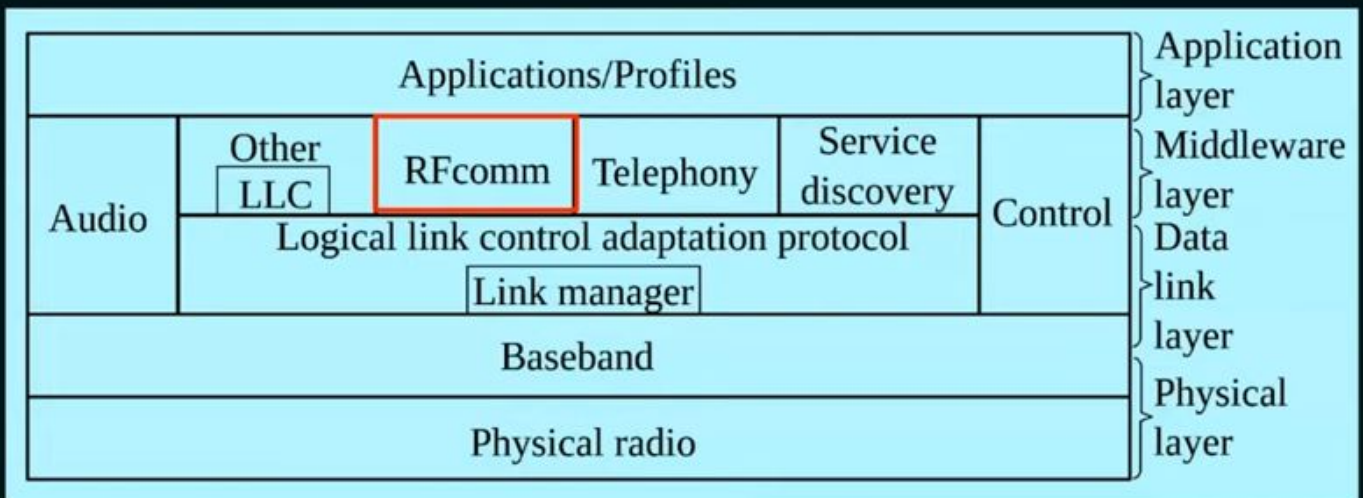 Applications/Profiles
Application
layer
Audio
Other
LLC
RFcomm
Telephony
Service
discovery
Control
Middleware
layer
Logical link control adaptation protocol
Link manager
Data
link
layer
Baseband
Physical radio
Physical
layer